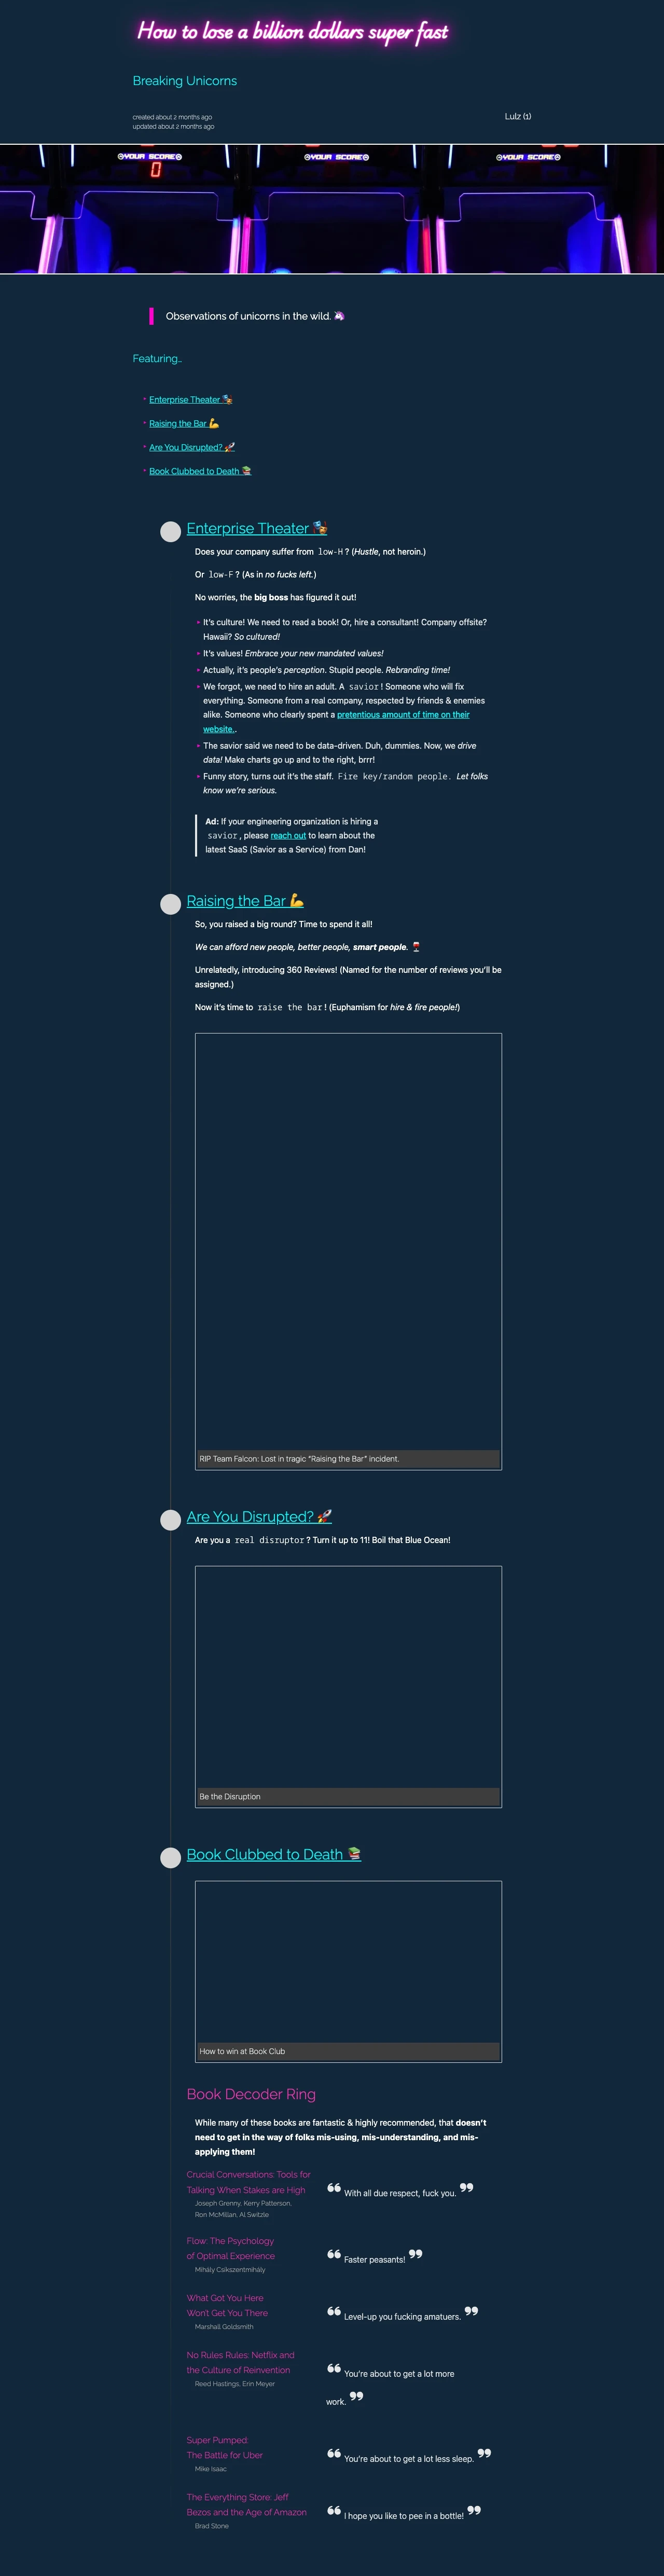 How to lose a billion dollars super fast
Breaking Unicorns
created about 2 months ago
updated about 2 months ago
Lulz (1)
YOUR SCORE
YOUR SCORE
YOUR SCORE
0
Observations of unicorns in the wild. 🦄
Featuring...
Enterprise Theater 🎭
Raising the Bar 💪
Are You Disrupted? 🚀
Book Clubbed to Death 📚
Enterprise Theater 🎭
Does your company suffer from low-H? (Hustle, not heroin.)
Or low-F? (As in no fucks left.)
No worries, the big boss has figured it out!
It's culture! We need to read a book! Or, hire a consultant! Company offsite?
Hawaii? So cultured!
It's values! Embrace your new mandated values!
Actually, it's people's perception. Stupid people. Rebranding time!
We forgot, we need to hire an adult. A savior! Someone who will fix
everything. Someone from a real company, respected by friends & enemies
alike. Someone who clearly spent a pretentious amount of time on their
website..
The savior said we need to be data-driven. Duh, dummies. Now, we drive
data! Make charts go up and to the right, brrr!
Funny story, turns out it's the staff. Fire key/random people. Let folks
know we're serious.
Ad: If your engineering organization is hiring a
savior, please reach out to learn about the
latest SaaS (Savior as a Service) from Dan!
Raising the Bar 💪
So, you raised a big round? Time to spend it all!
We can afford new people, better people, smart people. 🍷
Unrelatedly, introducing 360 Reviews! (Named for the number of reviews you'll be
assigned.)
Now it's time to raise the bar! (Euphamism for hire & fire people!)
RIP Team Falcon: Lost in tragic "Raising the Bar" incident.
Are You Disrupted? 🚀
Are you a real disruptor? Turn it up to 11! Boil that Blue Ocean!
Be the Disruption
Book Clubbed to Death 📚
How to win at Book Club
Book Decoder Ring
While many of these books are fantastic & highly recommended, that doesn't
need to get in the way of folks mis-using, mis-understanding, and mis-
applying them!
Crucial Conversations: Tools for
Talking When Stakes are High
Joseph Grenny, Kerry Patterson,
Ron McMillan, Al Switzle
❝ With all due respect, fuck you. ❞
Flow: The Psychology
of Optimal Experience
Mihály Csíkszentmihály
❝ Faster peasants! ❞
What Got You Here
Won't Get You There
Marshall Goldsmith
❝ Level-up you fucking amatuers. ❞
No Rules Rules: Netflix and
the Culture of Reinvention
Reed Hastings, Erin Meyer
❝ You're about to get a lot more
work. ❞
Super Pumped:
The Battle for Uber
Mike Isaac
❝ You're about to get a lot less sleep. ❞
The Everything Store: Jeff
Bezos and the Age of Amazon
Brad Stone
❝ I hope you like to pee in a bottle! ❞